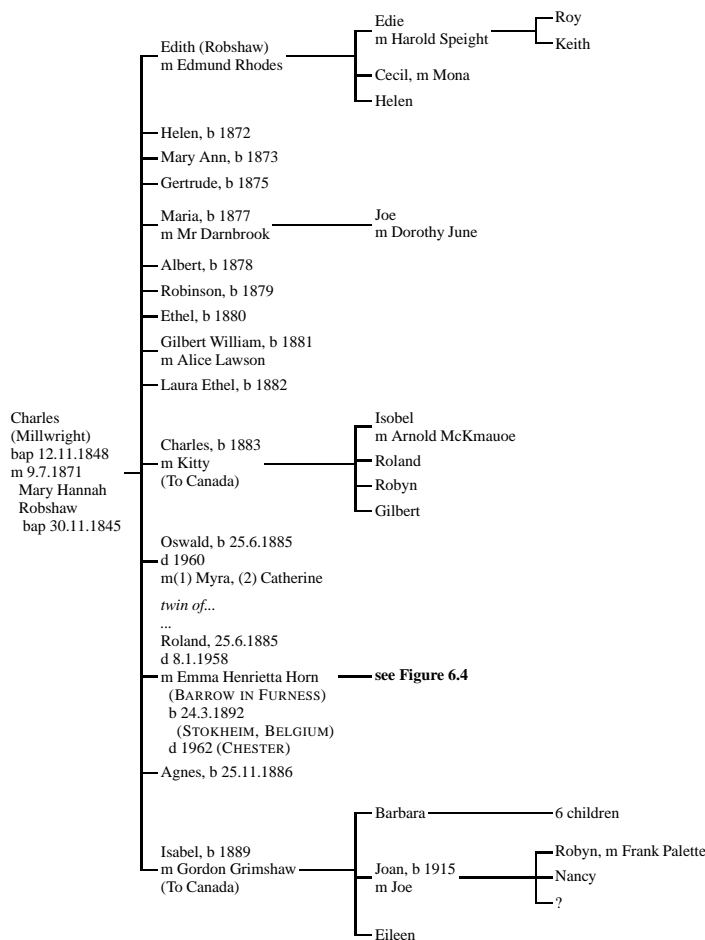 Charles
(Millwright)
bap 12.11.1848
m 9.7.1871
Mary Hannah
Robshaw
bap 30.11.1845
Edith (Robshaw)
m Edmund Rhodes
Edie
m Harold Speight
Roy
Keith
Cecil, m Mona
Helen
Helen, b 1872
Mary Ann, b 1873
Gertrude, b 1875
Maria, b 1877
m Mr Darnbrook
Joe
m Dorothy June
Albert, b 1878
Robinson, b 1879
Ethel, b 1880
Gilbert William, b 1881
m Alice Lawson
Laura Ethel, b 1882
Charles, b 1883
m Kitty
(To Canada)
Isobel
m Arnold McKmauoe
Roland
Robyn
Gilbert
Oswald, b 25.6.1885
d 1960
m(1) Myra, (2) Catherine
twin of...
...
Roland, 25.6.1885
d 8.1.1958
m Emma Henrietta Horn
(BARROW IN FURNESS)
b 24.3.1892
(STOKHEIM, BELGIUM)
d 1962 (CHESTER)
see Figure 6.4
Agnes, b 25.11.1886
Isabel, b 1889
m Gordon Grimshaw
(To Canada)
Barbara
6 children
Joan, b 1915
m Joe
Robyn, m Frank Palette
Nancy
?
Eileen